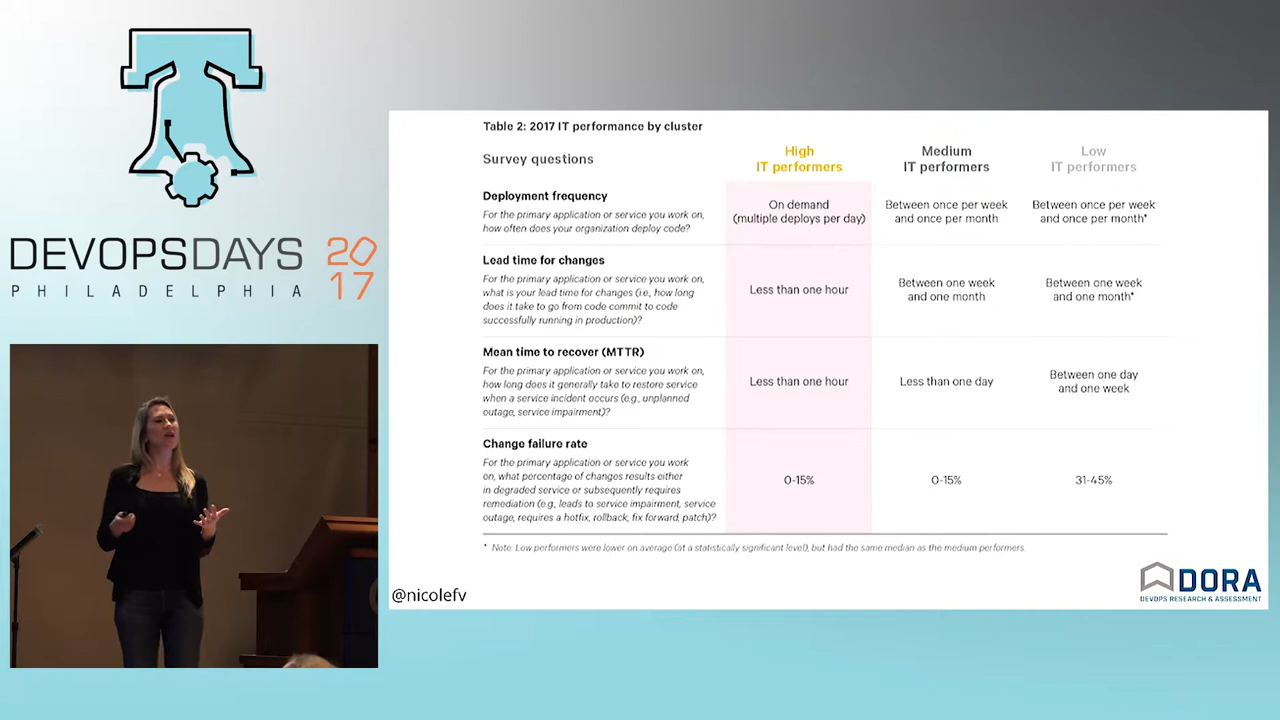 DEVOPSDAYS 2017
PHILADELPHIA
Table 2: 2017 IT performance by cluster
Survey questions
High
IT performers
Medium
IT performers
Low
IT performers
Deployment frequency
For the primary application or service you work on,
how often does your organization deploy code?
On demand
(multiple deploys per day)
Between once per week
and once per month
Between once per week
and once per month*
Lead time for changes
For the primary application or service you work on,
what is your lead time for changes (i.e., how long
does it take to go from code commit to code
successfully running in production)?
Less than one hour
Between one week
and one month
Between one week
and one month*
Mean time to recover (MTTR)
For the primary application or service you work on,
how long does it generally take to restore service
when a service incident occurs (e.g., unplanned
outage, service impairment)?
Less than one hour
Less than one day
Between one day
and one week
Change failure rate
For the primary application or service you work
on, what percentage of changes results either
in degraded service or subsequently requires
remediation (e.g., leads to service impairment, service
outage, requires a hotfix, rollback, fix forward, patch)?
0-15%
0-15%
31-45%
* Note: Low performers were lower on average (at a statistically significant level), but had the same median as the medium performers.
@nicolefv
DORA
DEVOPS RESEARCH & ASSESSMENT